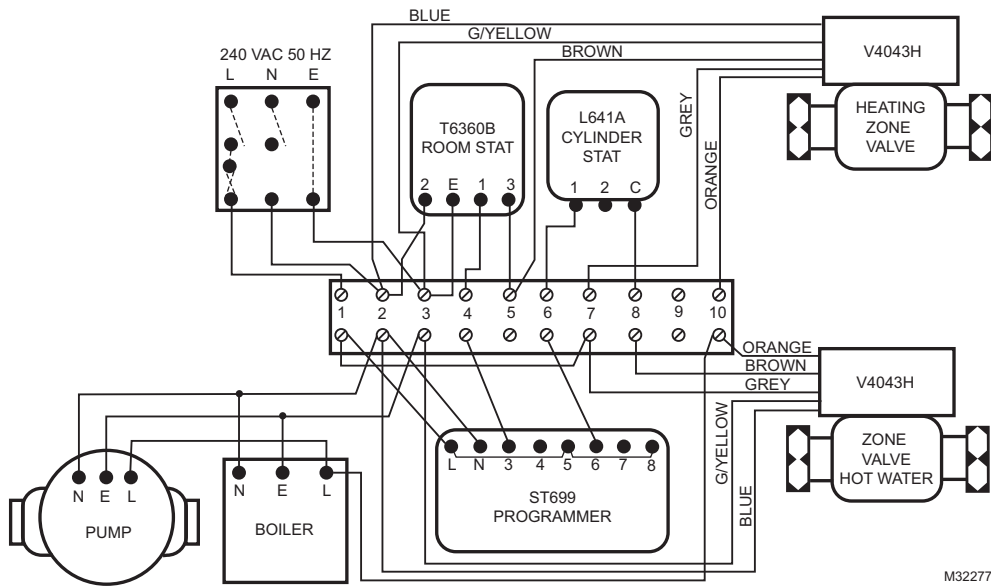 BLUE
G/YELLOW
BROWN
240 VAC 50 HZ
L N E
T6360B
ROOM STAT
2 E 1 3
L641A
CYLINDER
STAT
1 2 C
GREY
ORANGE
V4043H
HEATING
ZONE
VALVE
1 2 3 4 5 6 7 8 9 10
ORANGE
BROWN
GREY
G/YELLOW
BLUE
V4043H
ZONE
VALVE
HOT WATER
L N 3 4 5 6 7 8
ST699
PROGRAMMER
N E L
PUMP
N E L
BOILER
M32277